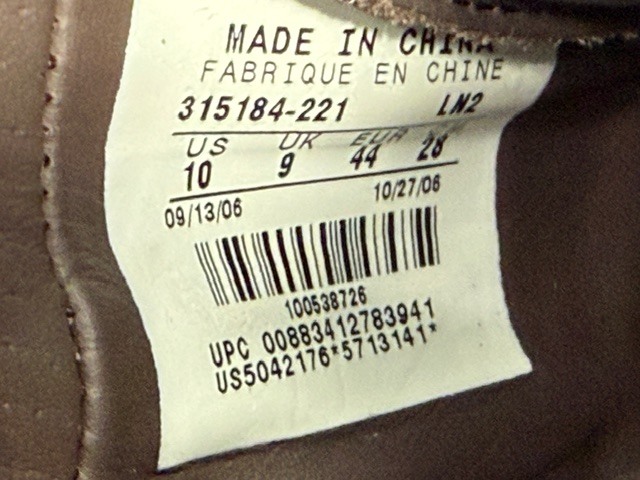 MADE IN CHINA
FABRIQUE EN CHINE
315184-221 LN2
US UK EUR
10 9 44 28
09/13/06 10/27/06
100538726
UPC 00883412783941
US5042176*5713141*